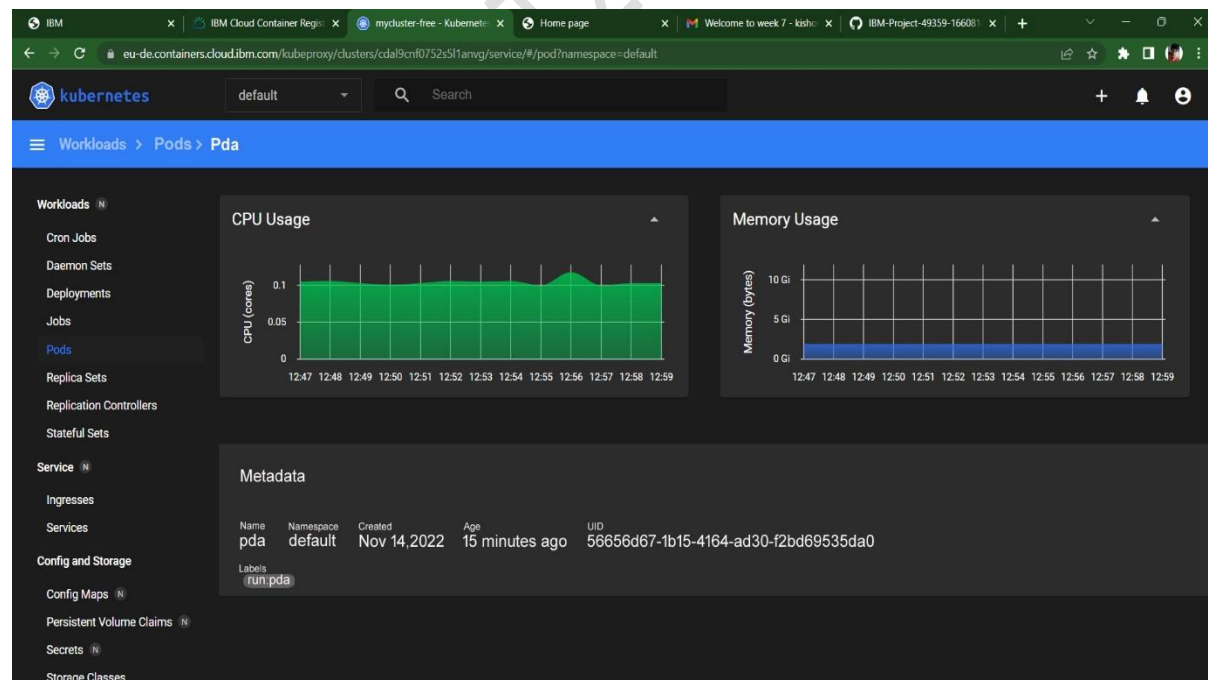 IBM
IBM Cloud Container Regist
mycluster-free - Kubernetes
Home page
Welcome to week 7 - kisho
IBM-Project-49359-166081
eu-de.containers.cloud.ibm.com/kubeproxy/clusters/cdal9cnf0752s5l1anvg/service/#/pod?namespace=default
kubernetes
default
Search
Workloads > Pods > Pda
Workloads N
Cron Jobs
Daemon Sets
Deployments
Jobs
Pods
Replica Sets
Replication Controllers
Stateful Sets
Service N
Ingresses
Services
Config and Storage
Config Maps N
Persistent Volume Claims N
Secrets N
Storage Classes
CPU Usage
CPU (cores)
0.1
0.05
0
12:47 12:48 12:49 12:50 12:51 12:52 12:53 12:54 12:55 12:56 12:57 12:58 12:59
Memory Usage
Memory (bytes)
10 Gi
5 Gi
0 Gi
12:47 12:48 12:49 12:50 12:51 12:52 12:53 12:54 12:55 12:56 12:57 12:58 12:59
Metadata
Name Namespace Created Age UID
pda default Nov 14,2022 15 minutes ago 56656d67-1b15-4164-ad30-f2bd69535da0
Labels
run:pda